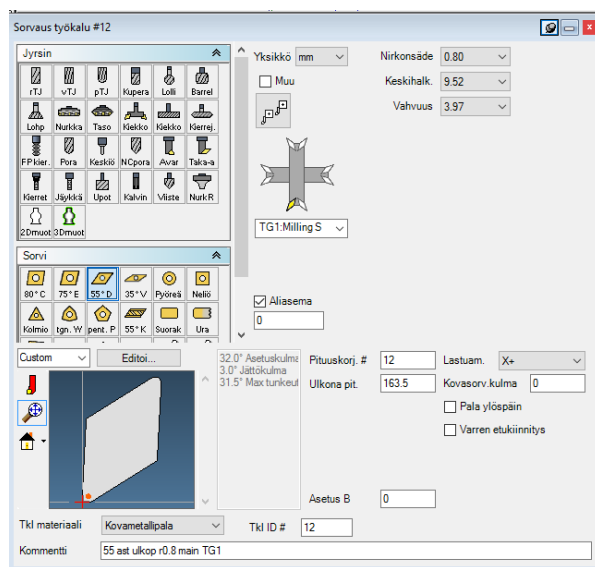 Sorvaus työkalu #12
Jyrsin
rTJ vTJ pTJ Kupera Lolli Barrel
Lohp Nurkka Taso Kiekko Kiekko Kierrej.
FP kier. Pora Keskiö NCpora Avar Taka-a
Kierret Jäykkä Upot Kalvin Viiste NurkR
2Dmuot 3Dmuot
Sorvi
80° C 75° E 55° D 35° V Pyöreä Neliö
Kolmio tgn. W pent. P 55° K Suorak Ura
Yksikkö mm
Muu
TG1:Milling S
Aliasema
0
Nirkonsäde 0.80
Keskihalk. 9.52
Vahvuus 3.97
Custom Editoi...
32.0° Asetuskulma
3.0° Jättökulma
31.5° Max tunkeut
Pituuskorj. # 12
Ulkona pit. 163.5
Asetus B 0
Lastuam. X+
Kovasorv.kulma 0
Pala ylöspäin
Varren etukiinnitys
Tkl materiaali Kovametallipala Tkl ID # 12
Kommentti 55 ast ulkop r0.8 main TG1